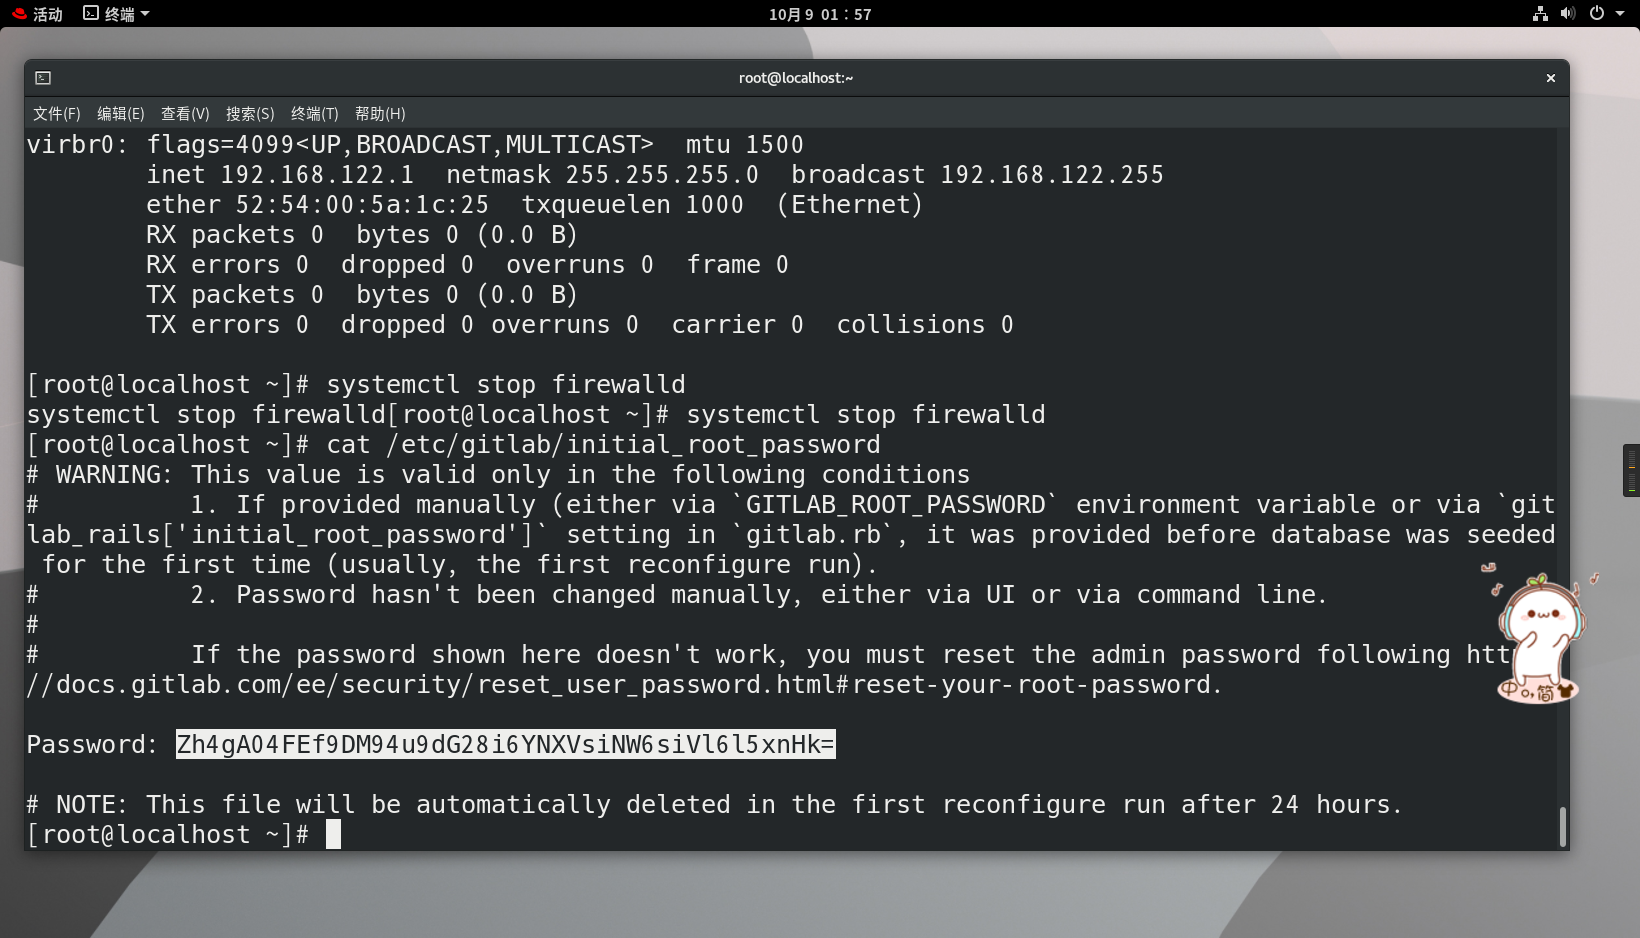 活动 终端 10月 9 01：57
root@localhost:~
文件(F) 编辑(E) 查看(V) 搜索(S) 终端(T) 帮助(H)
virbr0: flags=4099<UP,BROADCAST,MULTICAST>  mtu 1500
        inet 192.168.122.1  netmask 255.255.255.0  broadcast 192.168.122.255
        ether 52:54:00:5a:1c:25  txqueuelen 1000  (Ethernet)
        RX packets 0  bytes 0 (0.0 B)
        RX errors 0  dropped 0  overruns 0  frame 0
        TX packets 0  bytes 0 (0.0 B)
        TX errors 0  dropped 0 overruns 0  carrier 0  collisions 0
[root@localhost ~]# systemctl stop firewalld
systemctl stop firewalld[root@localhost ~]# systemctl stop firewalld
[root@localhost ~]# cat /etc/gitlab/initial_root_password
# WARNING: This value is valid only in the following conditions
#          1. If provided manually (either via `GITLAB_ROOT_PASSWORD` environment variable or via `git
lab_rails['initial_root_password']` setting in `gitlab.rb`, it was provided before database was seeded
 for the first time (usually, the first reconfigure run).
#          2. Password hasn't been changed manually, either via UI or via command line.
#
#          If the password shown here doesn't work, you must reset the admin password following htt
//docs.gitlab.com/ee/security/reset_user_password.html#reset-your-root-password.
中 简
Password: Zh4gA04FEf9DM94u9dG28i6YNXVsiNW6siVl6l5xnHk=
# NOTE: This file will be automatically deleted in the first reconfigure run after 24 hours.
[root@localhost ~]#